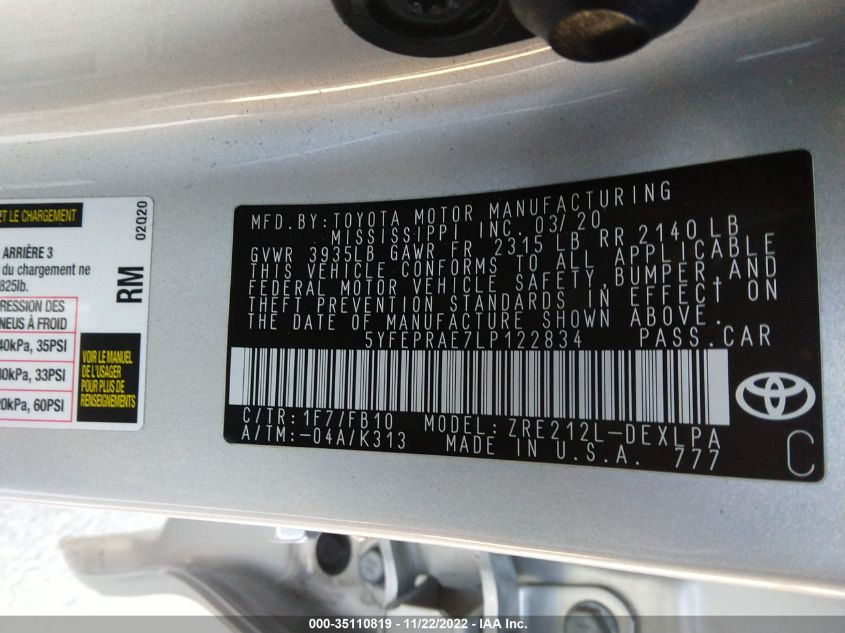 ET LE CHARGEMENT
02Q20
ARRIÈRE 3
du chargement ne
825lb.
RM
RESSION DES
NEUS À FROID
40kPa, 35PSI
30kPa, 33PSI
20kPa, 60PSI
VOIR LE MANUEL
DE L'USAGER
POUR PLUS DE
RENSEIGNEMENTS
MFD. BY: TOYOTA MOTOR MANUFACTURING
MISSISSIPPI INC. 03/20
GVWR 3935LB GAWR FR 2315 LB RR 2140 LB
THIS VEHICLE CONFORMS TO ALL APPLICABLE
FEDERAL MOTOR VEHICLE SAFETY, BUMPER, AND
THEFT PREVENTION STANDARDS IN EFFECT ON
THE DATE OF MANUFACTURE SHOWN ABOVE.
5YFEPRAE7LP122834 PASS. CAR
C/TR: 1F7/FB10 MODEL: ZRE212L-DEXLPA
A/TM: -04A/K313 MADE IN U.S.A. 777
C
000-35110819 - 11/22/2022 - IAA Inc.